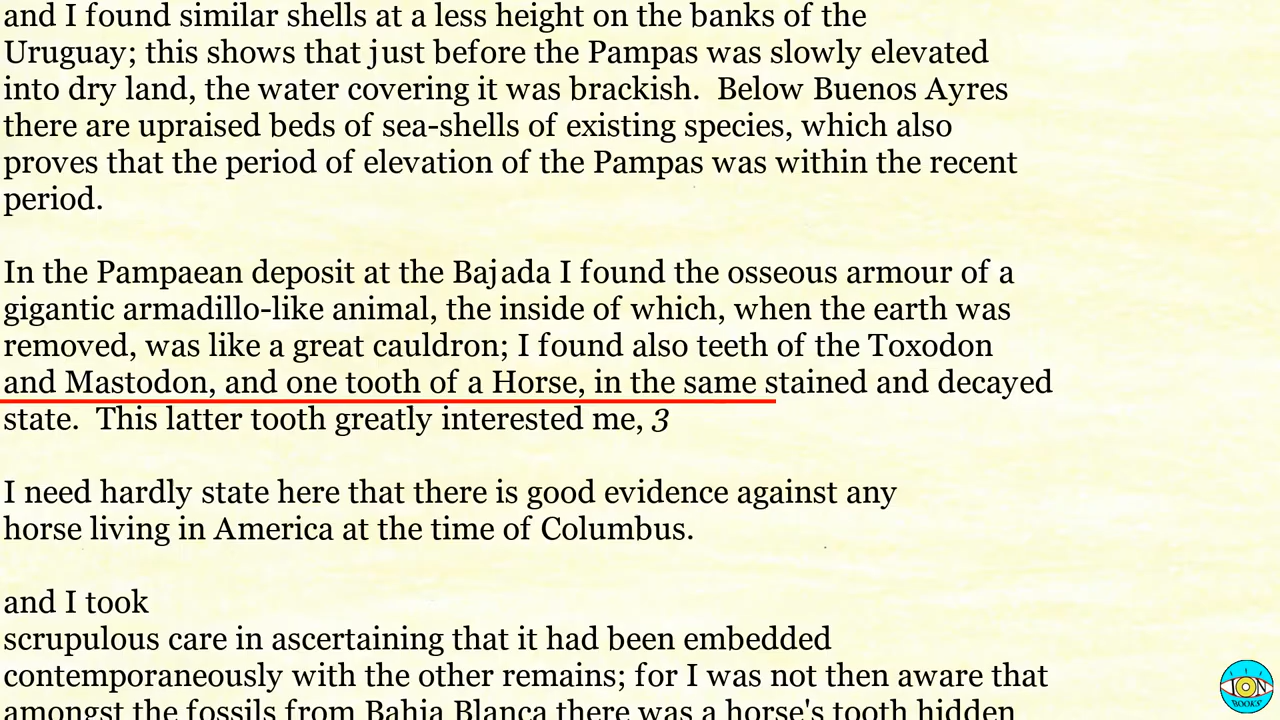 and I found similar shells at a less height on the banks of the
Uruguay; this shows that just before the Pampas was slowly elevated
into dry land, the water covering it was brackish.  Below Buenos Ayres
there are upraised beds of sea-shells of existing species, which also
proves that the period of elevation of the Pampas was within the recent
period.

In the Pampaean deposit at the Bajada I found the osseous armour of a
gigantic armadillo-like animal, the inside of which, when the earth was
removed, was like a great cauldron; I found also teeth of the Toxodon
and Mastodon, and one tooth of a Horse, in the same stained and decayed
state.  This latter tooth greatly interested me, 3

I need hardly state here that there is good evidence against any
horse living in America at the time of Columbus.

and I took
scrupulous care in ascertaining that it had been embedded
contemporaneously with the other remains; for I was not then aware that
amongst the fossils from Bahia Blanca there was a horse's tooth hidden
ION
BOOKS